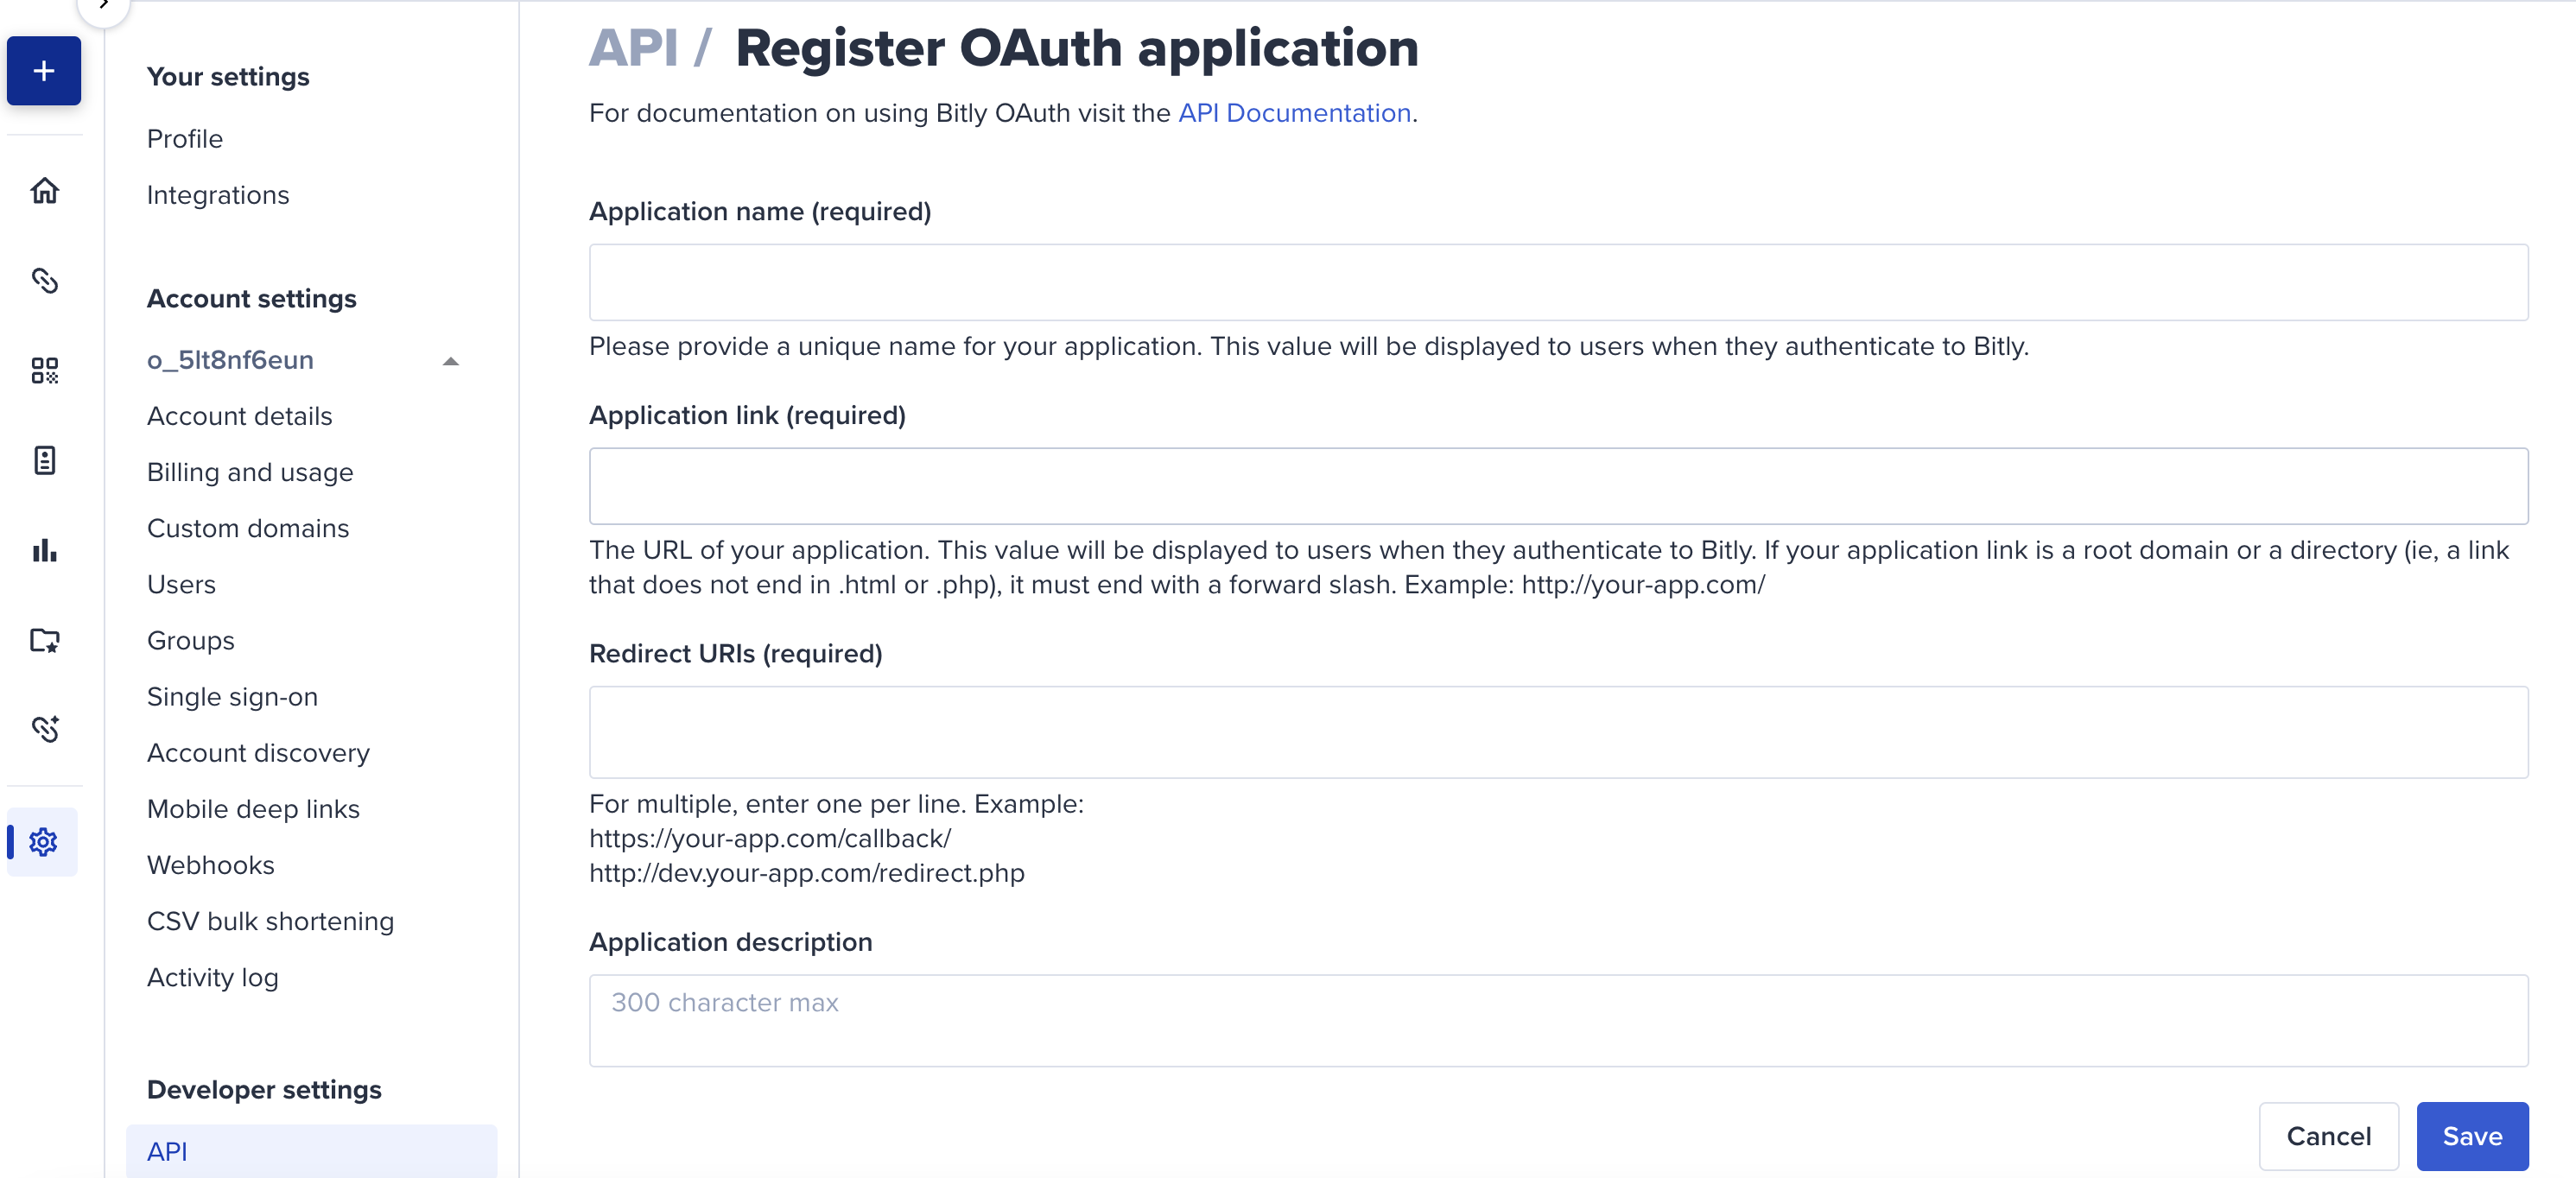 Your settings
Profile
Integrations
Account settings
o_5lt8nf6eun
Account details
Billing and usage
Custom domains
Users
Groups
Single sign-on
Account discovery
Mobile deep links
Webhooks
CSV bulk shortening
Activity log
Developer settings
API
API / Register OAuth application
For documentation on using Bitly OAuth visit the API Documentation.
Application name (required)
Please provide a unique name for your application. This value will be displayed to users when they authenticate to Bitly.
Application link (required)
The URL of your application. This value will be displayed to users when they authenticate to Bitly. If your application link is a root domain or a directory (ie, a link
that does not end in .html or .php), it must end with a forward slash. Example: http://your-app.com/
Redirect URIs (required)
For multiple, enter one per line. Example:
https://your-app.com/callback/
http://dev.your-app.com/redirect.php
Application description
300 character max
Cancel
Save